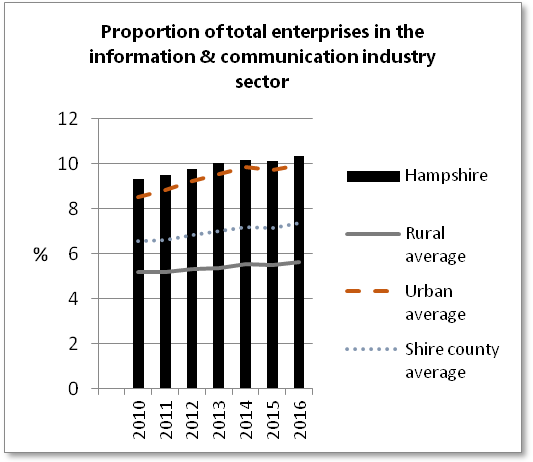 Proportion of total enterprises in the
information & communication industry
sector
12
10
8
6
4
2
0
%
2010
2011
2012
2013
2014
2015
2016
Hampshire
Rural
average
Urban
average
Shire county
average